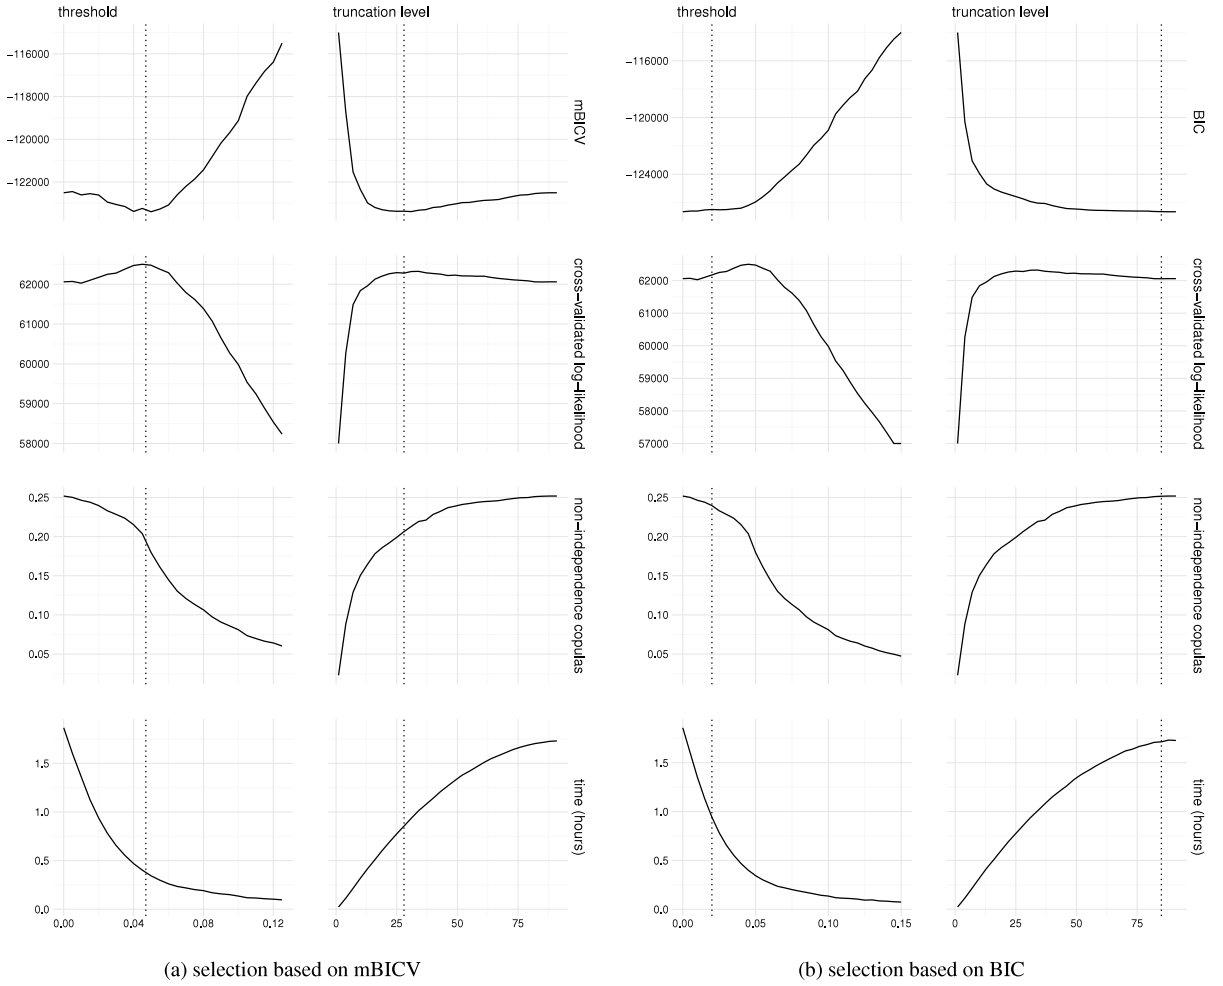 threshold
truncation level
threshold
truncation level
−116000
−118000
−120000
−122000
mBICV
−116000
−120000
−124000
BIC
62000
61000
60000
59000
58000
cross−validated log−likelihood
62000
61000
60000
59000
58000
57000
cross−validated log−likelihood
0.25
0.20
0.15
0.10
0.05
non−independence copulas
0.25
0.20
0.15
0.10
0.05
non−independence copulas
1.5
1.0
0.5
0.0
time (hours)
1.5
1.0
0.5
0.0
time (hours)
0.00 0.04 0.08 0.12
0 25 50 75
0.00 0.05 0.10 0.15
0 25 50 75
(a) selection based on mBICV
(b) selection based on BIC